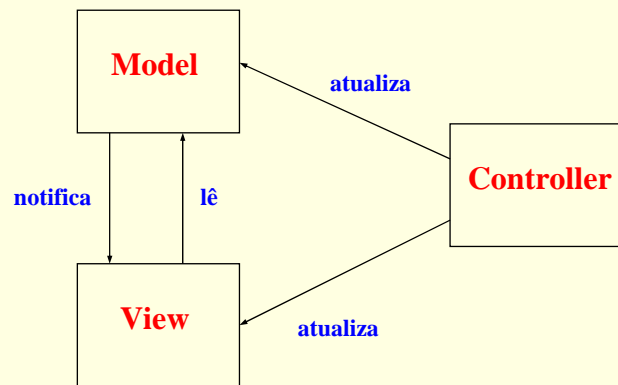 Model
atualiza
Controller
notifica
lê
View
atualiza